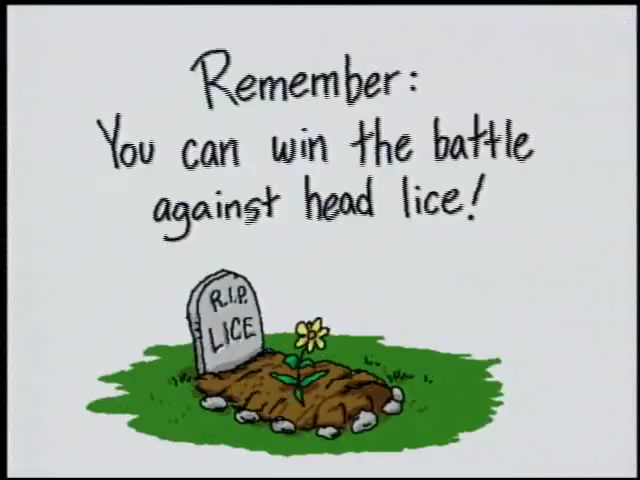 Remember:
You can win the battle
against head lice!
R.I.P.
LICE